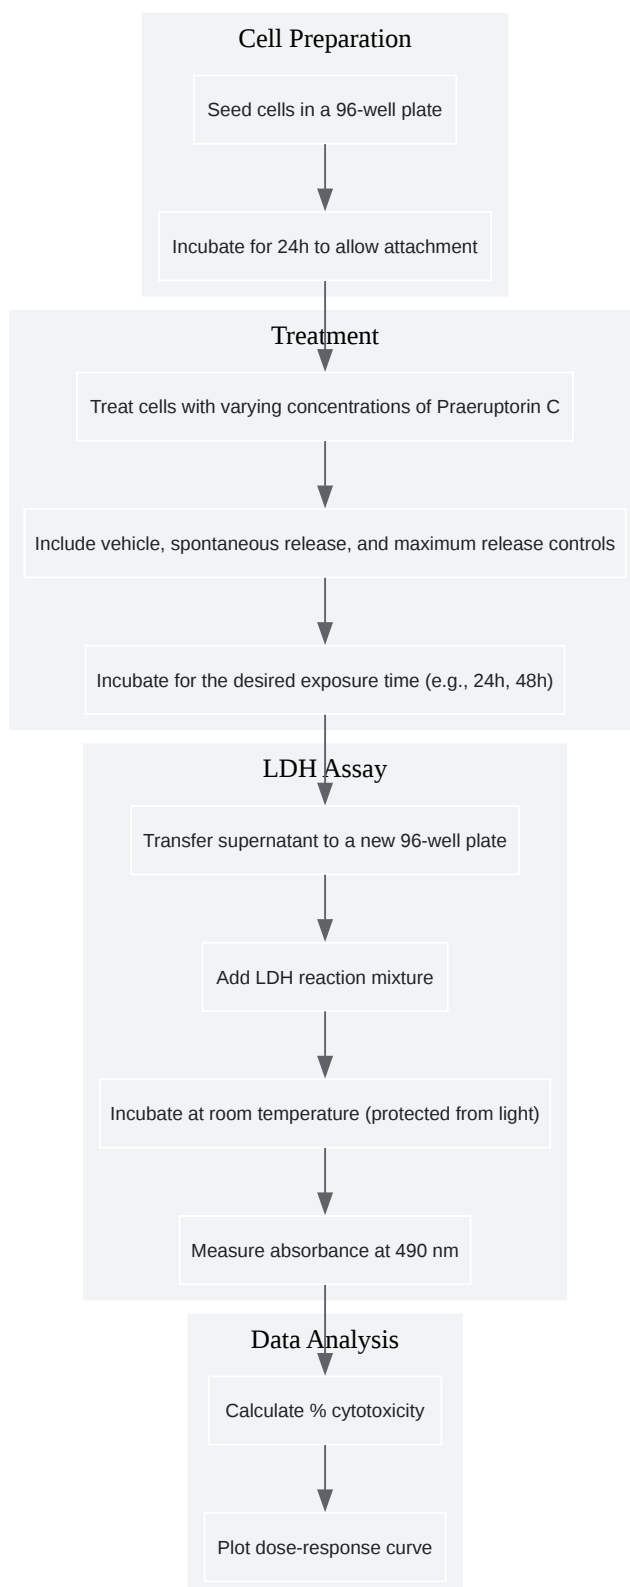 Cell Preparation
Seed cells in a 96-well plate
Incubate for 24h to allow attachment
Treatment
Treat cells with varying concentrations of Praeruptorin C
Include vehicle, spontaneous release, and maximum release controls
Incubate for the desired exposure time (e.g., 24h, 48h)
LDH Assay
Transfer supernatant to a new 96-well plate
Add LDH reaction mixture
Incubate at room temperature (protected from light)
Measure absorbance at 490 nm
Data Analysis
Calculate % cytotoxicity
Plot dose-response curve